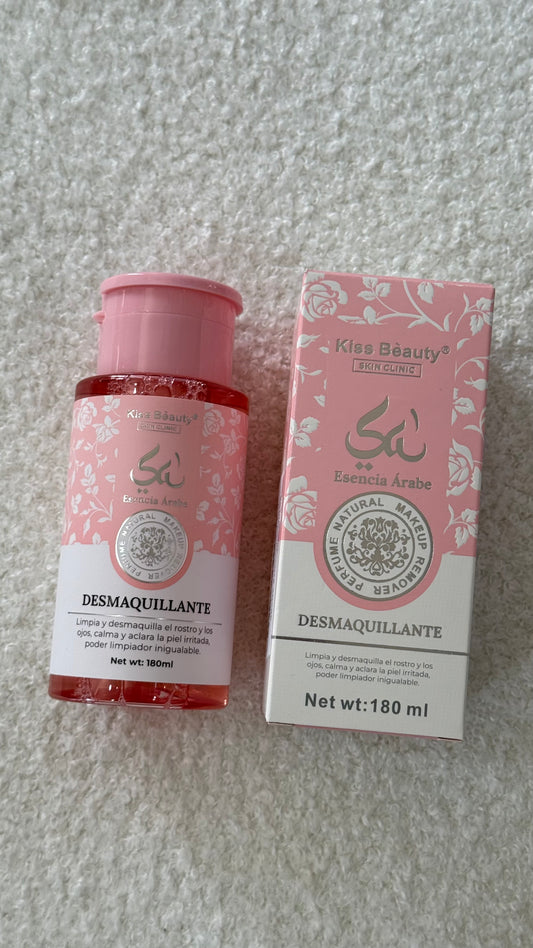 Kiss Bèauty®
SKIN CLINIC
Esencia Árabe
PERFUME NATURAL MAKEUP REMOVER
DESMAQUILLANTE
Limpia y desmaquilla el rostro y los
ojos, calma y aclara la piel irritada,
poder limpiador inigualable.
Net wt: 180ml
Kiss Bèauty®
SKIN CLINIC
Esencia Árabe
PERFUME NATURAL MAKEUP REMOVER
DESMAQUILLANTE
Limpia y desmaquilla el rostro y los
ojos, calma y aclara la piel irritada,
poder limpiador inigualable.
Net wt:180 ml